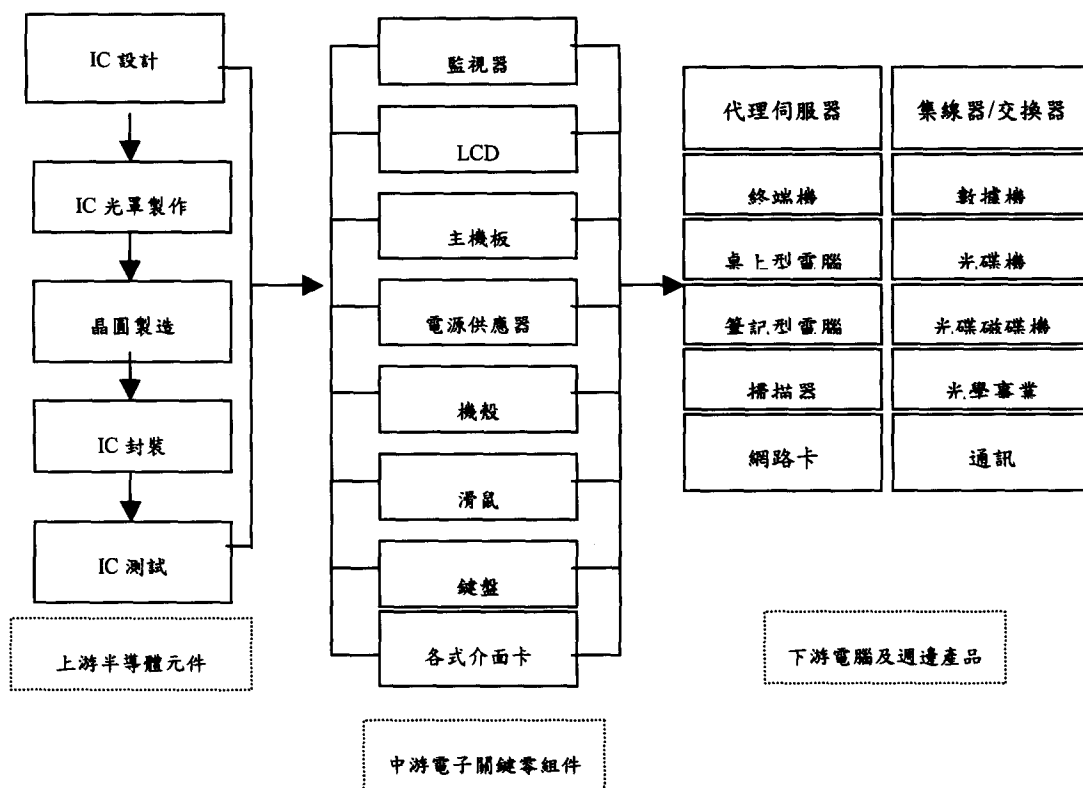 IC 設計
IC 光罩製作
晶圓製造
IC 封裝
IC 測試
上游半導體元件
監視器
LCD
主機板
電源供應器
機殼
滑鼠
鍵盤
各式介面卡
中游電子關鍵零組件
代理伺服器
集線器/交換器
終端機
數據機
桌上型電腦
光碟機
筆記型電腦
光碟磁碟機
掃描器
光學事業
網路卡
通訊
下游電腦及週邊產品